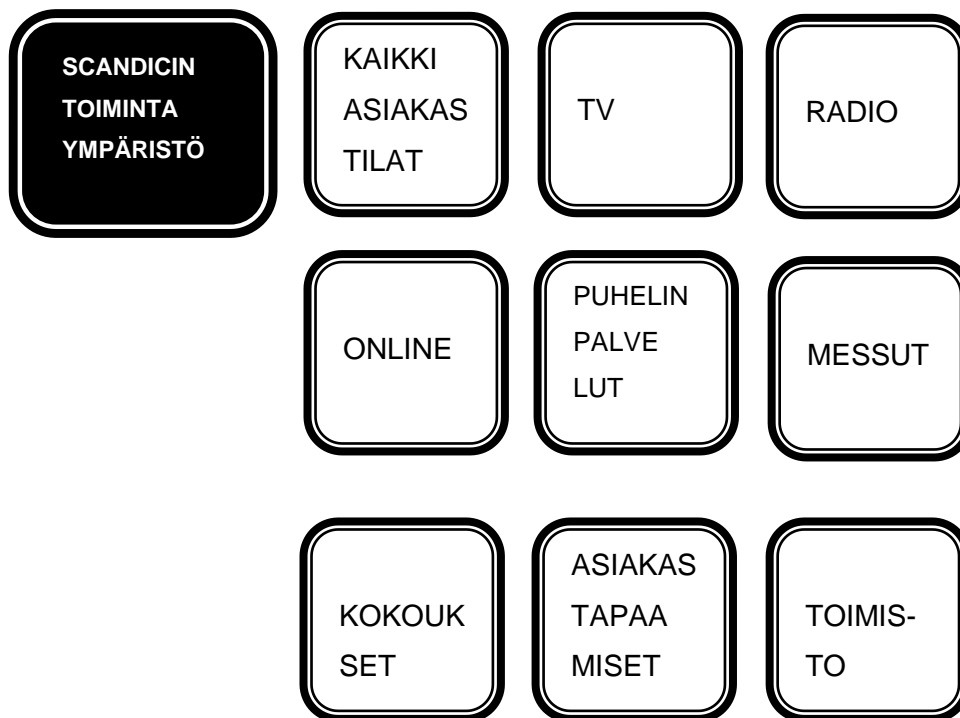 SCANDICIN
TOIMINTA
YMPÄRISTÖ
KAIKKI
ASIAKAS
TILAT
TV
RADIO
ONLINE
PUHELIN
PALVE
LUT
MESSUT
KOKOUK
SET
ASIAKAS
TAPAA
MISET
TOIMIS-
TO